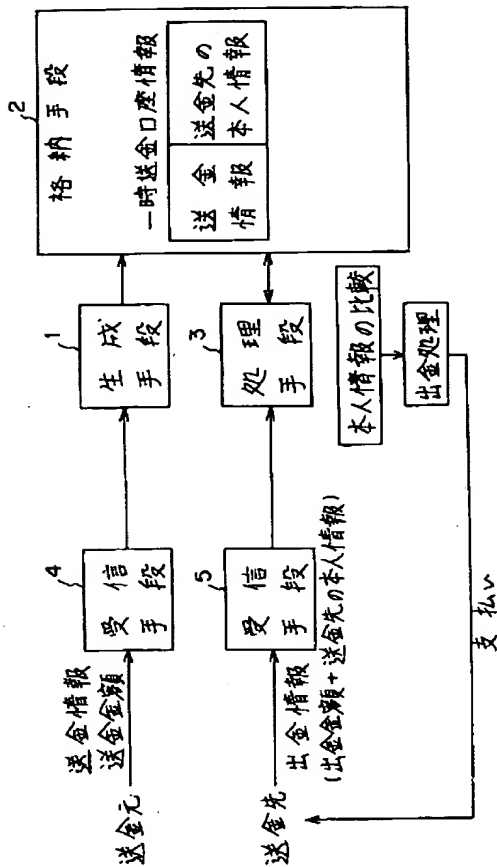 2
格納手段
一時送金口座情報
送金情報
送金先の本人情報
1
生成手段
3
処理手段
本人情報の比較
出金処理
4
受信手段
5
受信手段
送金情報
送金金額
送金元
出金情報
(出金金額+送金先の本人情報)
送金先
支払い